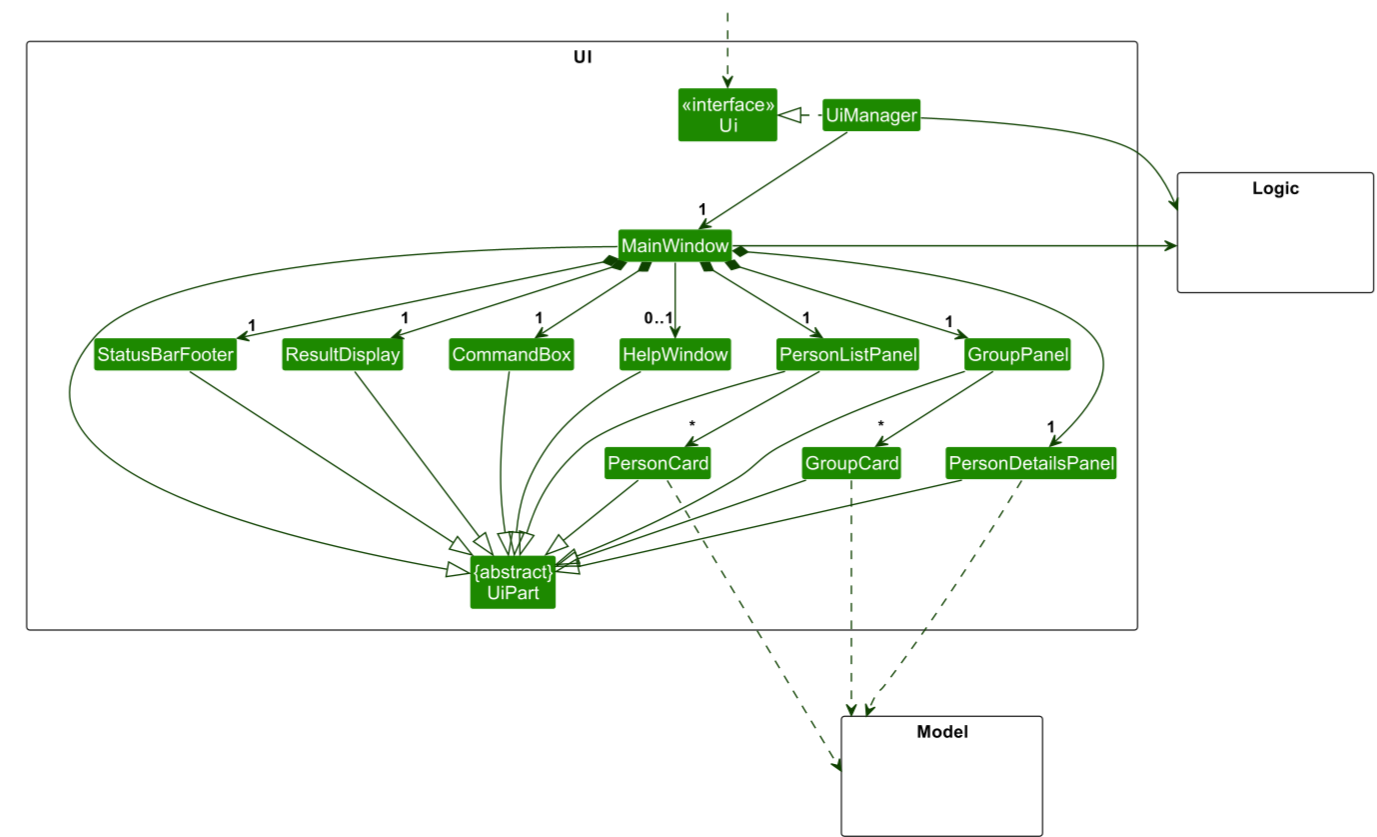 UI
«interface»
Ui
UiManager
Logic
1
MainWindow
1
1
1
0..1
1
1
StatusBarFooter
ResultDisplay
CommandBox
HelpWindow
PersonListPanel
GroupPanel
*
*
1
PersonCard
GroupCard
PersonDetailsPanel
{abstract}
UiPart
Model